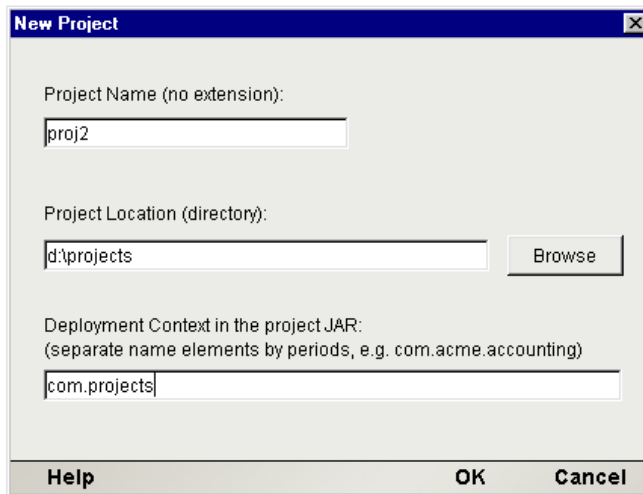 New Project
Project Name (no extension):
proj2
Project Location (directory):
d:\projects
Browse
Deployment Context in the project JAR:
(separate name elements by periods, e.g. com.acme.accounting)
com.projects
Help OK Cancel